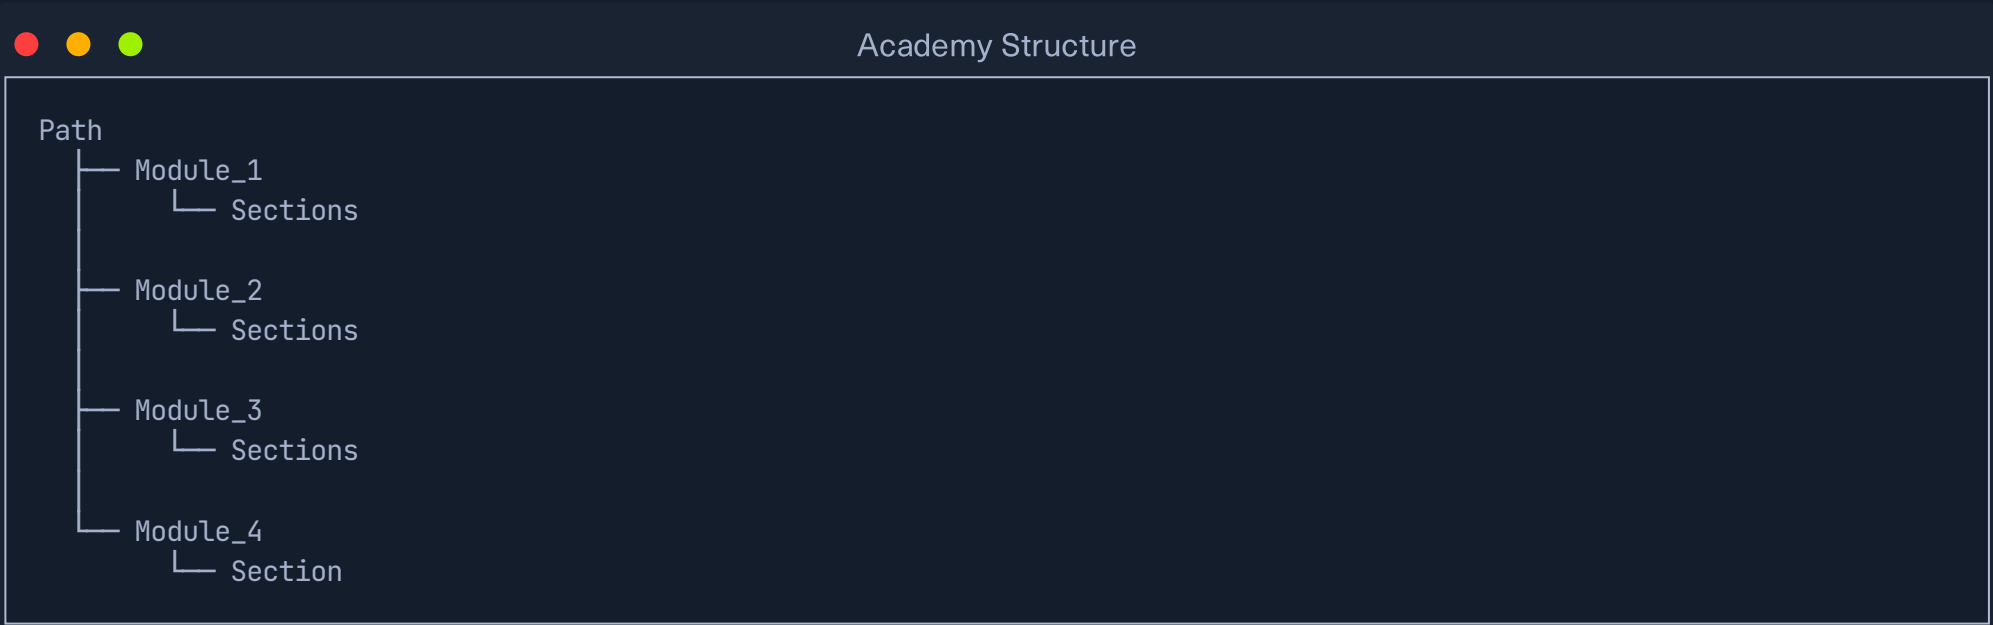 Academy Structure
Path
├── Module_1
└── Sections
├── Module_2
└── Sections
├── Module_3
└── Sections
└── Module_4
└── Section